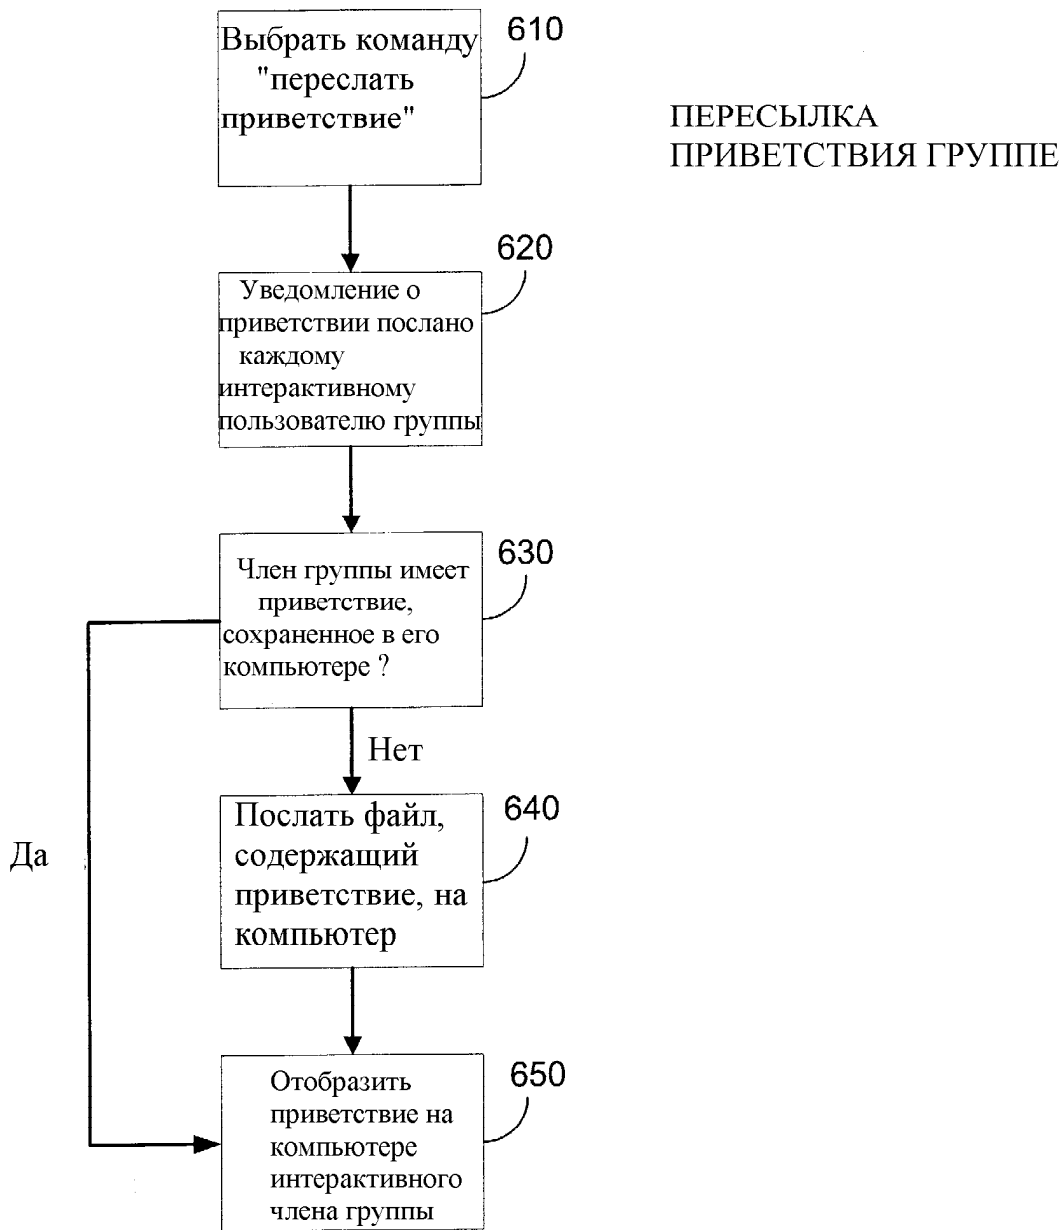 Выбрать команду
"переслать
приветствие"
610
ПЕРЕСЫЛКА
ПРИВЕТСТВИЯ ГРУППЕ
620
Уведомление о
приветствии послано
каждому
интерактивному
пользователю группы
630
Член группы имеет
приветствие,
сохраненное в его
компьютере ?
Нет
Да
640
Послать файл,
содержащий
приветствие, на
компьютер
650
Отобразить
приветствие на
компьютере
интерактивного
члена группы